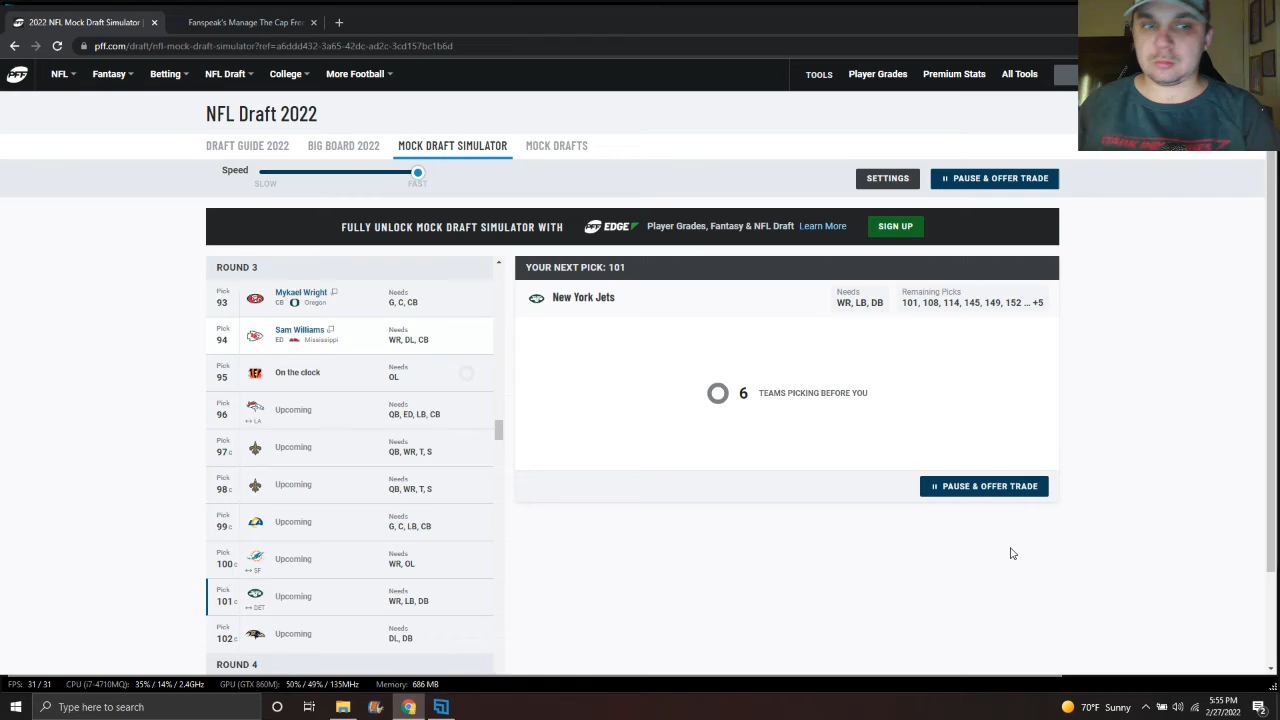 2022 NFL Mock Draft Simulator |
Fanspeak's Manage The Cap Fre
pff.com/draft/nfl-mock-draft-simulator?ref=a6ddd432-3a65-42dc-ad2c-3cd157bc1b6d
PFF NFL Fantasy Betting NFL Draft College More Football TOOLS Player Grades Premium Stats All Tools
NFL Draft 2022
DRAFT GUIDE 2022 BIG BOARD 2022 MOCK DRAFT SIMULATOR MOCK DRAFTS
Speed
SLOW FAST
SETTINGS PAUSE & OFFER TRADE
FULLY UNLOCK MOCK DRAFT SIMULATOR WITH PFF EDGE Player Grades, Fantasy & NFL Draft Learn More SIGN UP
ROUND 3
Pick 93 Mykael Wright Needs
CB Oregon G, C, CB
Pick 94 Sam Williams Needs
ED Mississippi WR, DL, CB
Pick 95 On the clock Needs
OL
Pick 96 Upcoming Needs
LA QB, ED, LB, CB
Pick 97 C Upcoming Needs
QB, WR, T, S
Pick 98 C Upcoming Needs
QB, WR, T, S
Pick 99 C Upcoming Needs
G, C, LB, CB
Pick 100 C Upcoming Needs
SF WR, OL
Pick 101 C Upcoming Needs
DET WR, LB, DB
Pick 102 C Upcoming Needs
DL, DB
ROUND 4
YOUR NEXT PICK: 101
New York Jets
Needs
WR, LB, DB
Remaining Picks
101, 108, 114, 145, 149, 152 ... +5
6 TEAMS PICKING BEFORE YOU
PAUSE & OFFER TRADE
FPS: 31 / 31 CPU (i7-4710MQ): 35% / 14% / 2.4GHz GPU (GTX 860M): 50% / 49% / 135MHz Memory: 686 MB
Type here to search
70°F Sunny
5:55 PM
2/27/2022
2